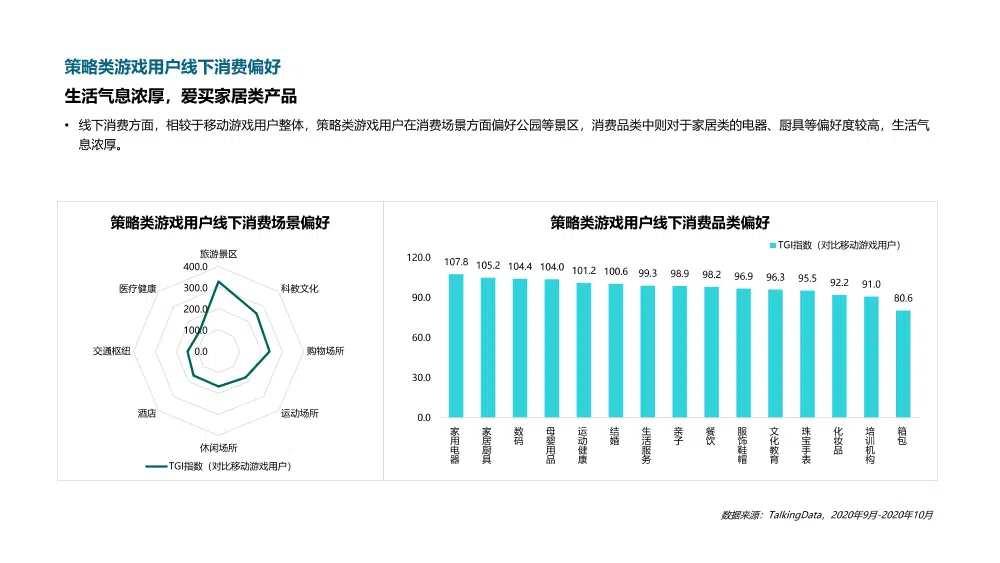 策略类游戏用户线下消费偏好
生活气息浓厚，爱买家居类产品
• 线下消费方面，相较于移动游戏用户整体，策略类游戏用户在消费场景方面偏好公园等景区，消费品类中则对于家居类的电器、厨具等偏好度较高，生活气
息浓厚。
策略类游戏用户线下消费场景偏好
旅游景区
400.0
300.0
200.0
100.0
0.0
科教文化
购物场所
运动场所
休闲场所
酒店
交通枢纽
医疗健康
TGI指数（对比移动游戏用户）
策略类游戏用户线下消费品类偏好
TGI指数（对比移动游戏用户）
120.0
90.0
60.0
30.0
0.0
107.8 105.2 104.4 104.0 101.2 100.6 99.3 98.9 98.2 96.9 96.3 95.5 92.2 91.0 80.6
家用电器
家居厨具
数码
母婴用品
运动健康
结婚
生活服务
亲子
餐饮
服饰鞋帽
文化教育
珠宝手表
化妆品
培训机构
箱包
数据来源：TalkingData，2020年9月-2020年10月